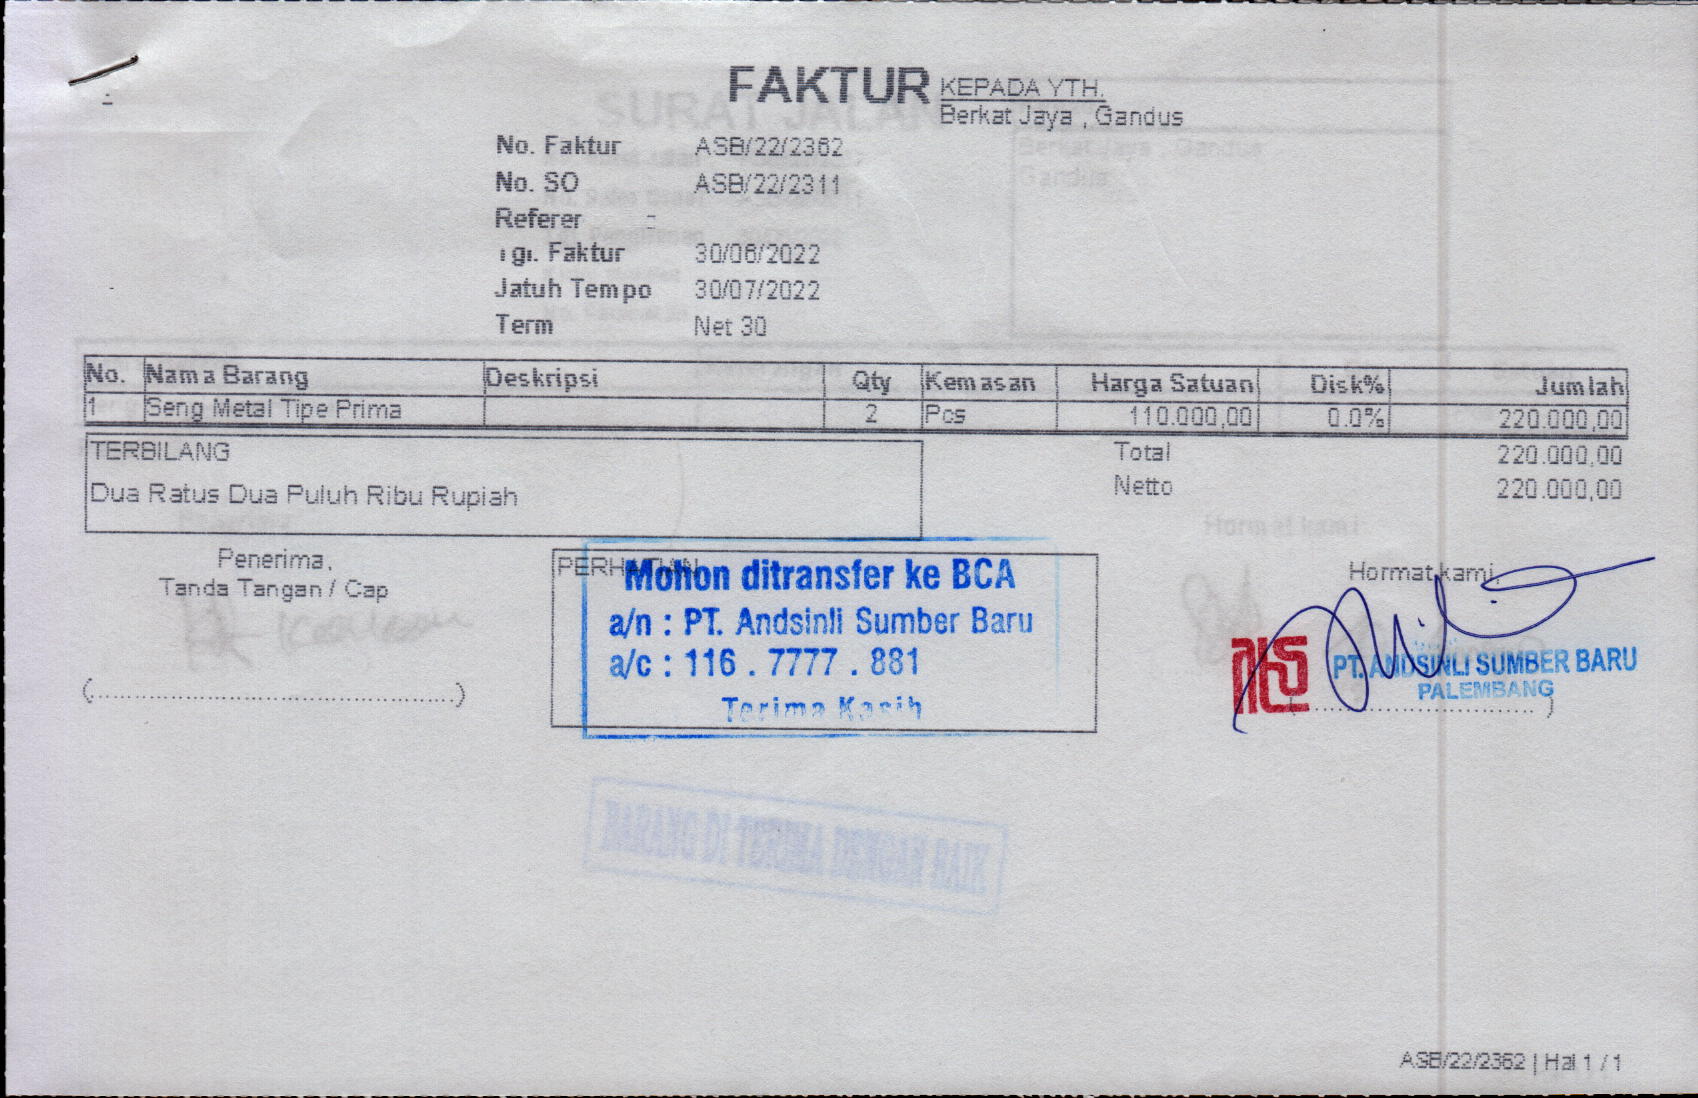 FAKTUR
KEPADA YTH.
Berkat Jaya , Gandus
No. Faktur ASB/22/2362
No. SO ASB/22/2311
Referer -
Tgl. Faktur 30/06/2022
Jatuh Tempo 30/07/2022
Term Net 30
No. Nama Barang Deskripsi Qty Kemasan Harga Satuan Disk% Jumlah
1 Seng Metal Tipe Prima 2 Pcs 110.000,00 0.0% 220.000,00
TERBILANG
Dua Ratus Dua Puluh Ribu Rupiah
Total 220.000,00
Netto 220.000,00
Penerima,
Tanda Tangan / Cap
(..................................................)
PERHATIAN
Mohon ditransfer ke BCA
a/n : PT. Andsinli Sumber Baru
a/c : 116 . 7777 . 881
Terima Kasih
Hormat kami,
PT. ANDSINLI SUMBER BARU
PALEMBANG
BARANG DI TERIMA DENGAN BAIK
ASB/22/2362 | Hal 1 / 1